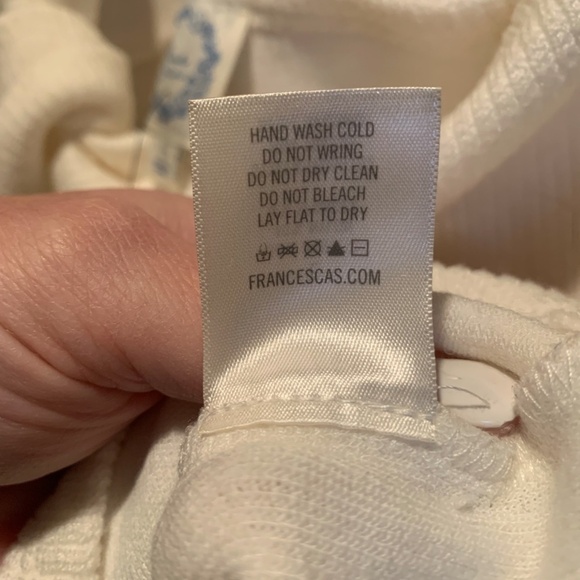 HAND WASH COLD
DO NOT WRING
DO NOT DRY CLEAN
DO NOT BLEACH
LAY FLAT TO DRY
FRANCESCAS.COM